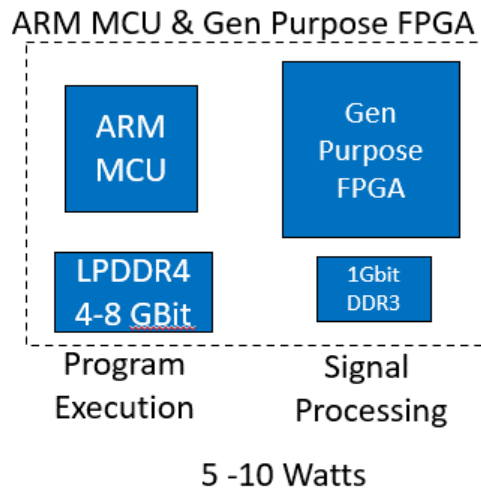 ARM MCU & Gen Purpose FPGA
ARM
MCU
Gen
Purpose
FPGA
LPDDR4
4-8 GBit
1Gbit
DDR3
Program
Execution
Signal
Processing
5 -10 Watts